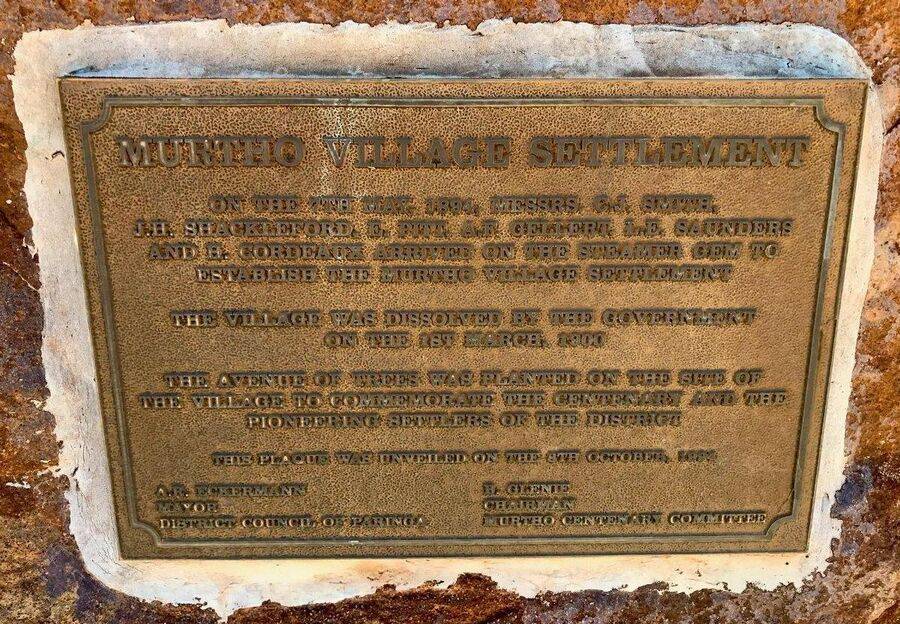 MURTHO VILLAGE SETTLEMENT
ON THE 7TH MAY, 1894, MESSRS. C.J. SMITH,
J.H. SHACKLEFORD, E. PITT, A.F. GELLERT, L.E. SAUNDERS
AND H. CORDEAUX ARRIVED ON THE STEAMER GEM TO
ESTABLISH THE MURTHO VILLAGE SETTLEMENT
THE VILLAGE WAS DISSOLVED BY THE GOVERNMENT
ON THE 1ST MARCH, 1900
THE AVENUE OF TREES WAS PLANTED ON THE SITE OF
THE VILLAGE TO COMMEMORATE THE CENTENARY AND THE
PIONEERING SETTLERS OF THE DISTRICT
THIS PLAQUE WAS UNVEILED ON THE OCTOBER,
A.R. ECKERMANN
MAYOR
DISTRICT COUNCIL OF PARINGA
GLENIE
CHAIRMAN
MURTHO CENTENARY COMMITTEE